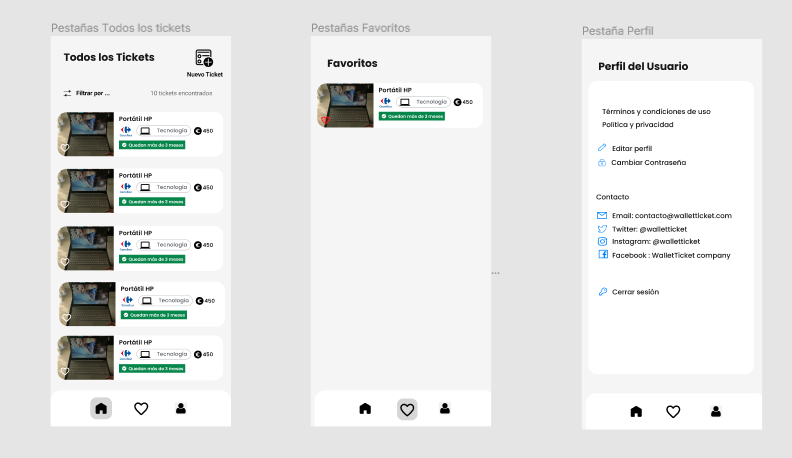 Pestañas Todos los tickets
Todos los Tickets
Nuevo Ticket
Filtrar por ...
10 tickets encontrados
Portátil HP
Tecnología
€ 450
Quedan más de 3 meses
Portátil HP
Tecnología
€ 450
Quedan más de 3 meses
Portátil HP
Tecnología
€ 450
Quedan más de 3 meses
Portátil HP
Tecnología
€ 450
Quedan más de 3 meses
Portátil HP
Tecnología
€ 450
Quedan más de 3 meses
Pestañas Favoritos
Favoritos
Portátil HP
Tecnología
€ 450
Quedan más de 3 meses
...
Pestaña Perfil
Perfil del Usuario
Términos y condiciones de uso
Política y privacidad
Editar perfil
Cambiar Contraseña
Contacto
Email: contacto@walletticket.com
Twitter: @walletticket
Instagram: @walletticket
Facebook : WalletTicket company
Cerrar sesión